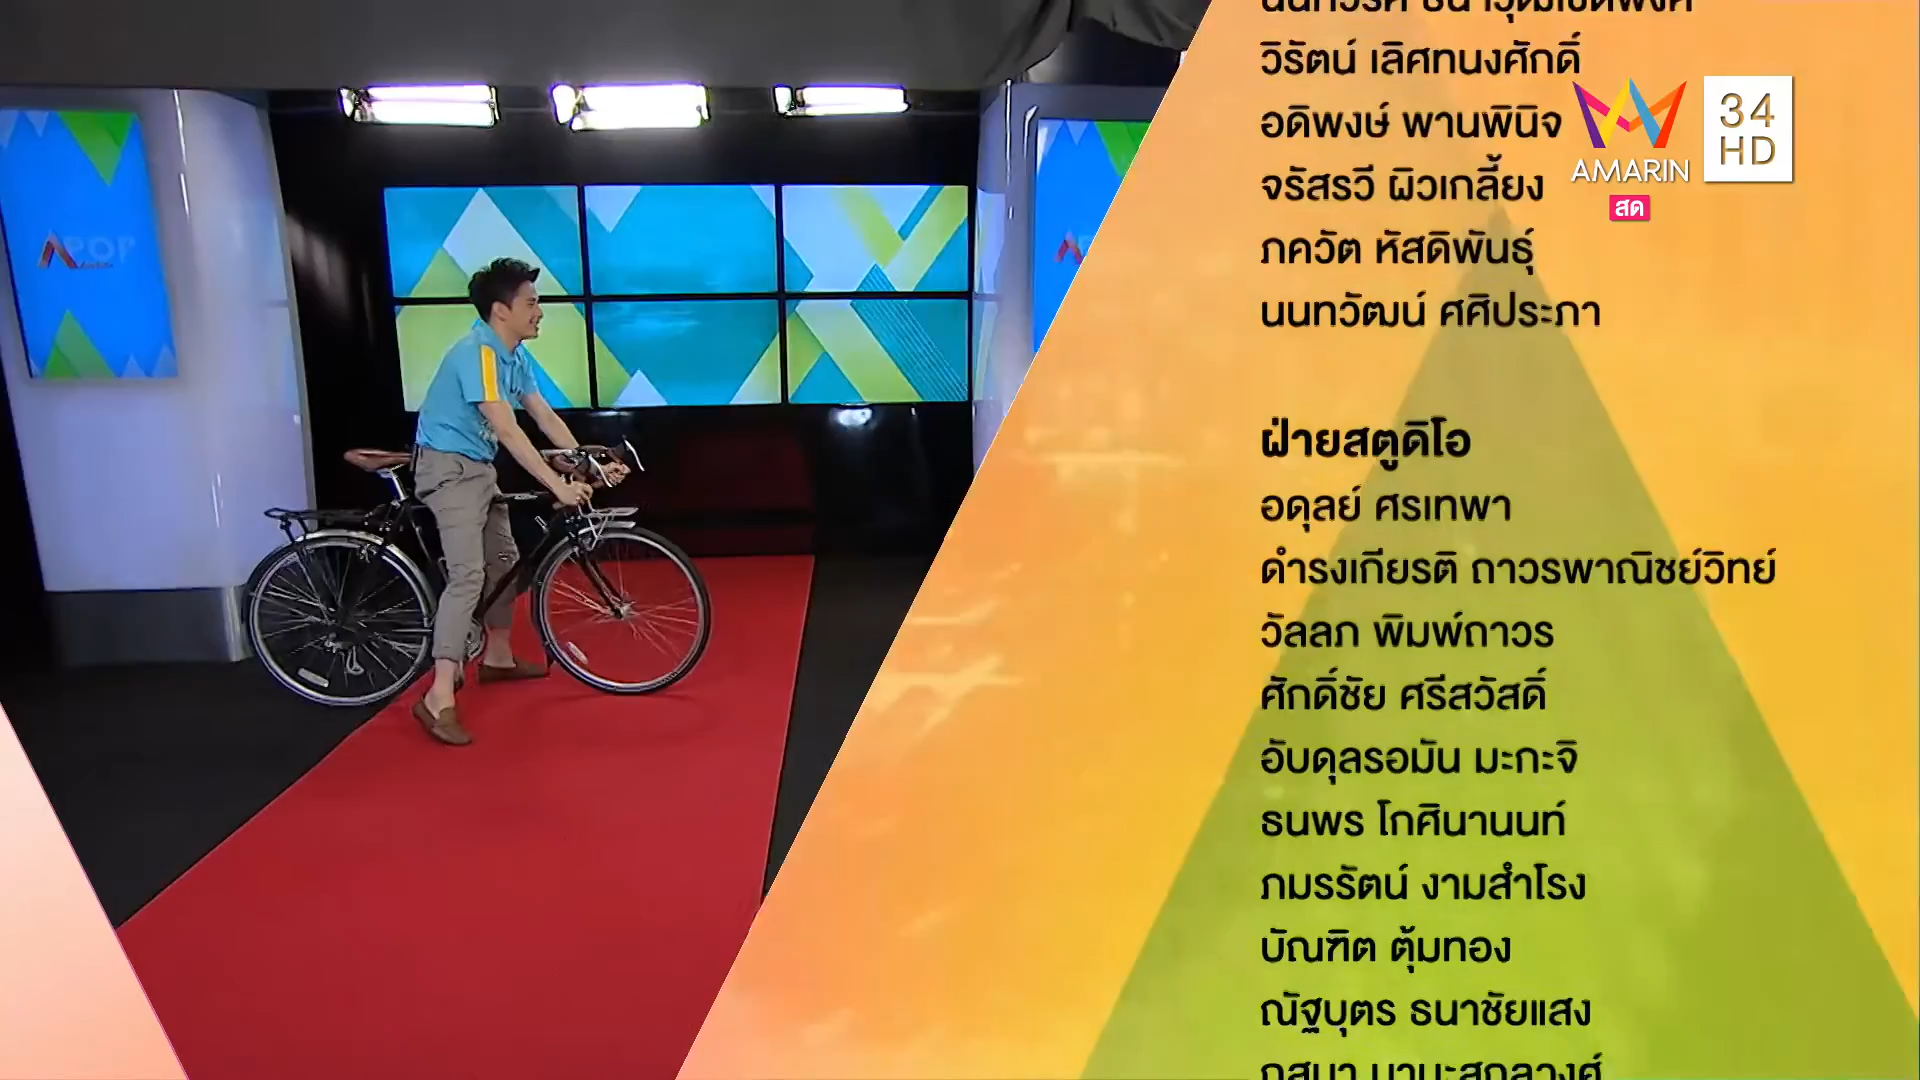 วิรัตน์ เลิศทนงศักดิ์
อดิพงษ์ พานพินิจ
จรัสรวี ผิวเกลี้ยง
ภควัต หัสดิพันธุ์
นนทวัฒน์ ศศิประภา
AMARIN
34
HD
สด
POP
ฝ่ายสตูดิโอ
อดุลย์ ศรเทพา
ดำรงเกียรติ ถาวรพาณิชย์วิทย์
วัลลภ พิมพ์ถาวร
ศักดิ์ชัย ศรีสวัสดิ์
อับดุลรอมัน มะกะจิ
ธนพร โกศินานนท์
ภมรรัตน์ งามสำโรง
บัณฑิต ตุ้มทอง
ณัฐบุตร ธนาชัยแสง